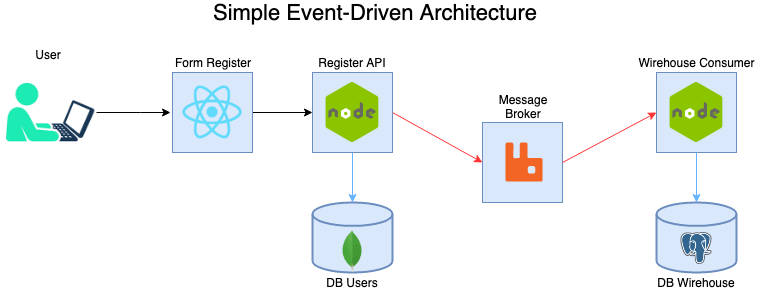 Simple Event-Driven Architecture
User
Form Register
Register API
Message
Broker
Wirehouse Consumer
node
node
DB Users
DB Wirehouse